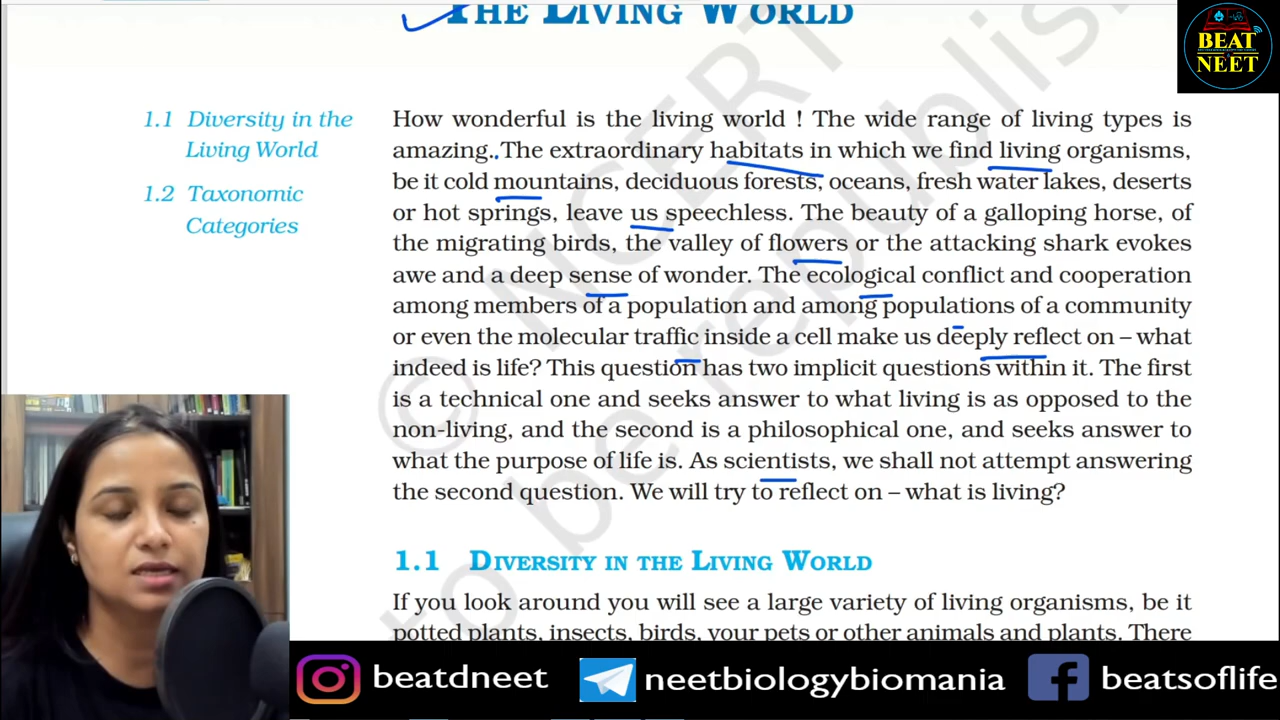 THE LIVING WORLD
BEAT
NEET
1.1 Diversity in the
Living World
1.2 Taxonomic
Categories
How wonderful is the living world ! The wide range of living types is
amazing. The extraordinary habitats in which we find living organisms,
be it cold mountains, deciduous forests, oceans, fresh water lakes, deserts
or hot springs, leave us speechless. The beauty of a galloping horse, of
the migrating birds, the valley of flowers or the attacking shark evokes
awe and a deep sense of wonder. The ecological conflict and cooperation
among members of a population and among populations of a community
or even the molecular traffic inside a cell make us deeply reflect on – what
indeed is life? This question has two implicit questions within it. The first
is a technical one and seeks answer to what living is as opposed to the
non-living, and the second is a philosophical one, and seeks answer to
what the purpose of life is. As scientists, we shall not attempt answering
the second question. We will try to reflect on – what is living?
1.1 DIVERSITY IN THE LIVING WORLD
If you look around you will see a large variety of living organisms, be it
potted plants, insects, birds, your pets or other animals and plants. There
© NCERT
to be republis
beatdneet
neetbiologybiomania
beatsoflife